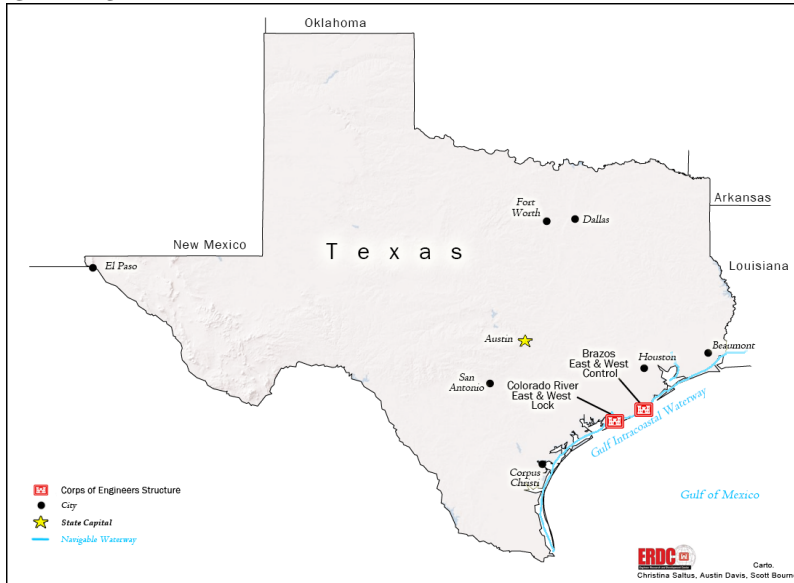 Oklahoma
Arkansas
Fort
Worth
Dallas
New Mexico
Texas
Louisiana
El Paso
Austin
Brazos
East & West
Control
Houston
Beaumont
San
Antonio
Colorado River
East & West
Lock
Gulf Intracoastal Waterway
Corpus
Christi
Gulf of Mexico
Corps of Engineers Structure
City
State Capital
Navigable Waterway
ERDC
Carto.
Christina Saltus, Austin Davis, Scott Bourn